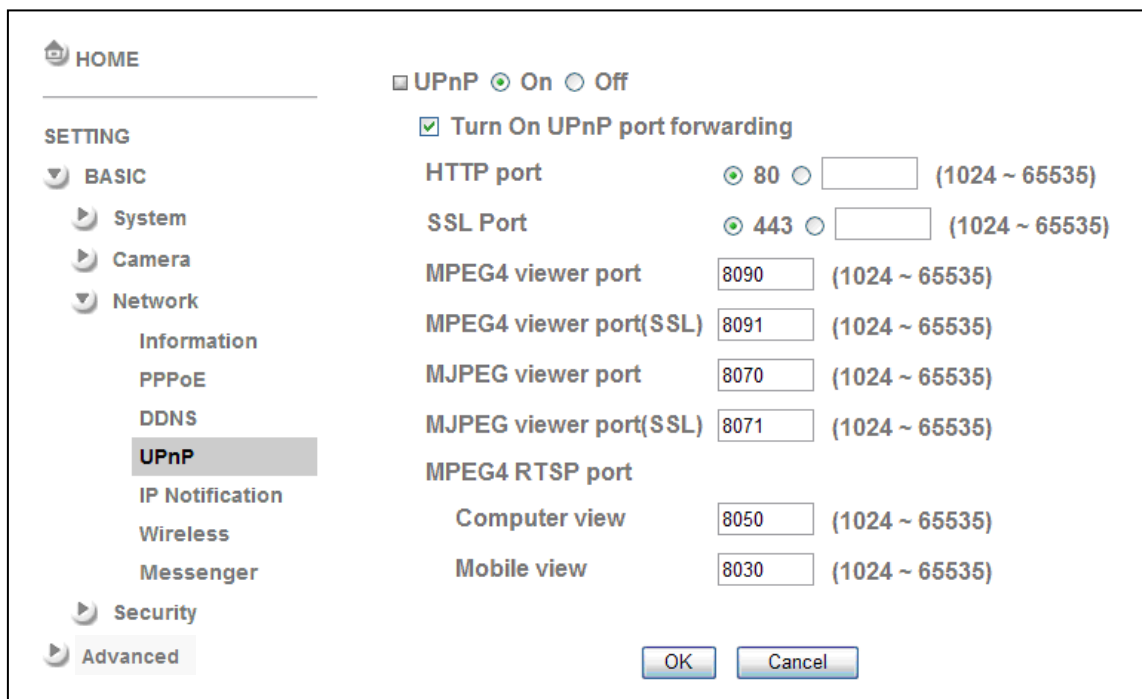 HOME
SETTING
BASIC
System
Camera
Network
Information
PPPoE
DDNS
UPnP
IP Notification
Wireless
Messenger
Security
Advanced
UPnP On Off
Turn On UPnP port forwarding
HTTP port 80 (1024 ~ 65535)
SSL Port 443 (1024 ~ 65535)
MPEG4 viewer port 8090 (1024 ~ 65535)
MPEG4 viewer port(SSL) 8091 (1024 ~ 65535)
MJPEG viewer port 8070 (1024 ~ 65535)
MJPEG viewer port(SSL) 8071 (1024 ~ 65535)
MPEG4 RTSP port
Computer view 8050 (1024 ~ 65535)
Mobile view 8030 (1024 ~ 65535)
OK Cancel